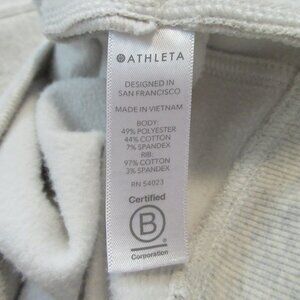 ATHLETA
DESIGNED IN
SAN FRANCISCO
MADE IN VIETNAM
BODY:
49% POLYESTER
44% COTTON
7% SPANDEX
RIB:
97% COTTON
3% SPANDEX
RN 54023
Certified
B
Corporation